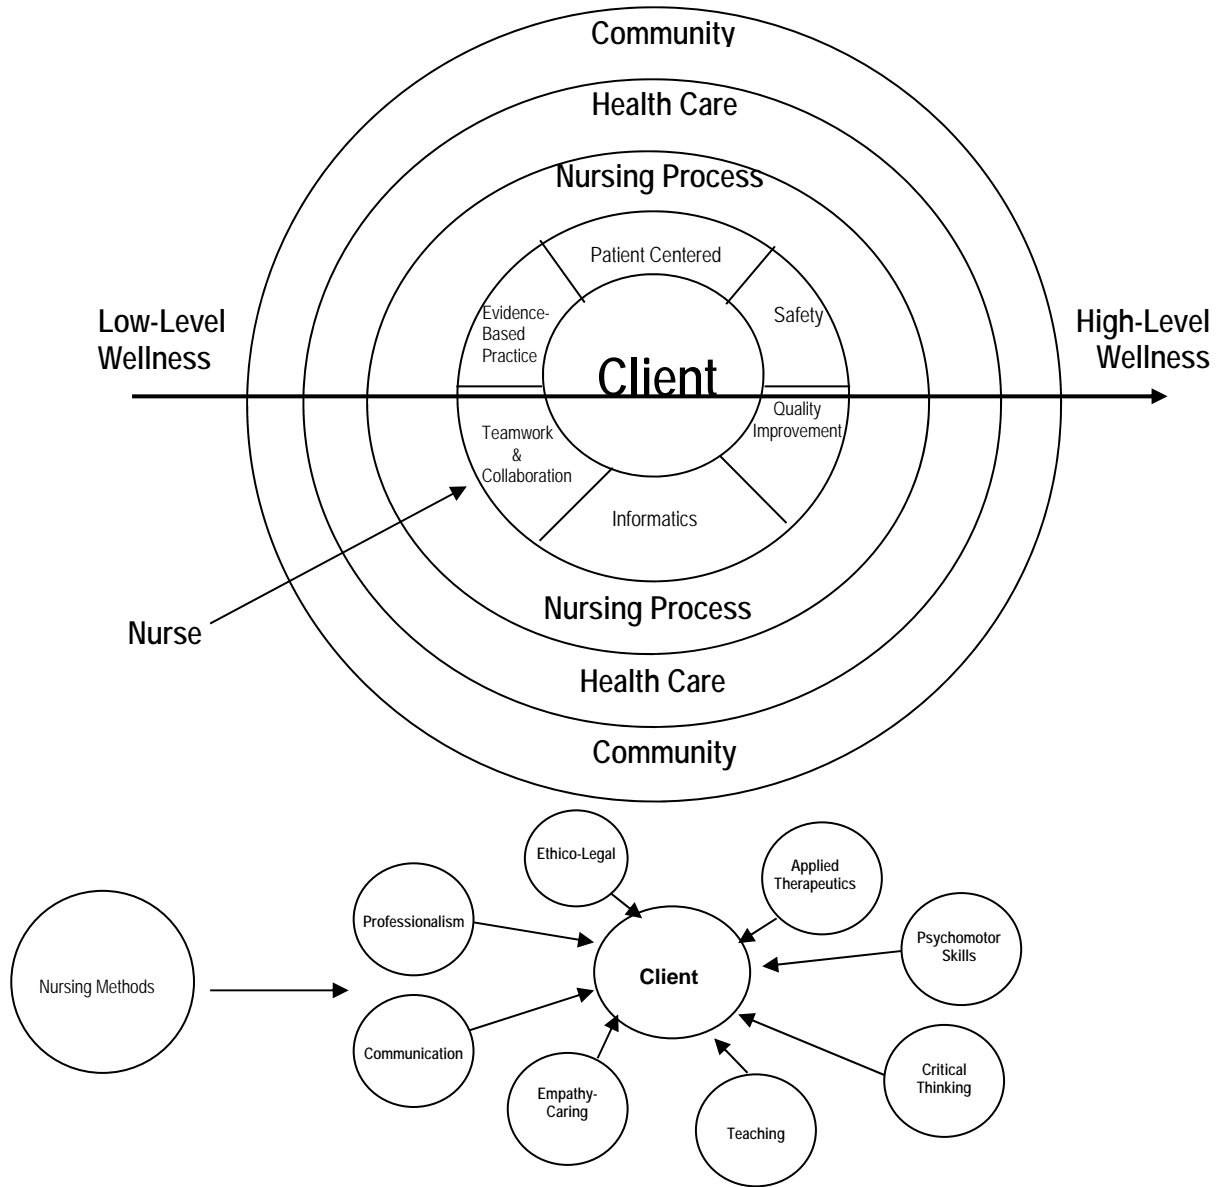 Community
Health Care
Nursing Process
Patient Centered
Evidence-
Based
Practice
Safety
Low-Level
Wellness
High-Level
Wellness
Client
Quality
Improvement
Teamwork
&
Collaboration
Informatics
Nurse
Nursing Process
Health Care
Community
Ethico-Legal
Applied
Therapeutics
Professionalism
Psychomotor
Skills
Nursing Methods
Client
Communication
Critical
Thinking
Empathy-
Caring
Teaching